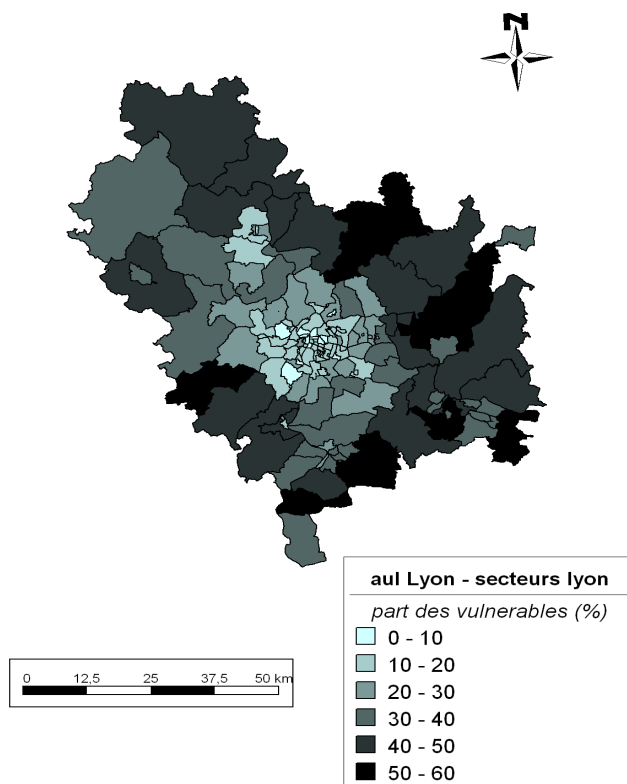 N
aul Lyon - secteurs lyon
part des vulnerables (%)
0 - 10
10 - 20
20 - 30
30 - 40
40 - 50
50 - 60
0 12,5 25 37,5 50 km